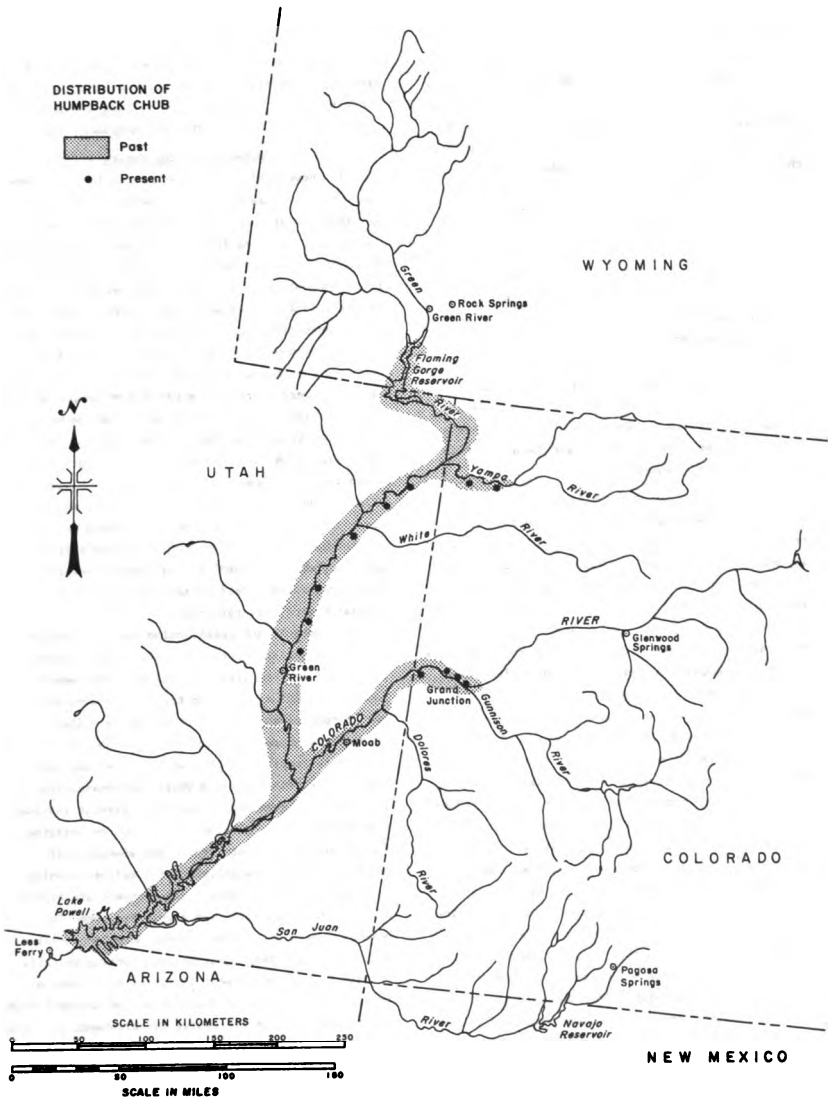 DISTRIBUTION OF
HUMPBACK CHUB
Past
Present
WYOMING
Green
Rock Springs
Green River
Flaming
Gorge
Reservoir
River
N
UTAH
Yampa
River
White
River
RIVER
Glenwood
Springs
Green
River
Grand
Junction
Gunnison
COLORADO
Moab
Dolores
River
River
COLORADO
Lake
Powell
Lees
Ferry
San Juan
ARIZONA
Pagosa
Springs
River
Navajo
Reservoir
SCALE IN KILOMETERS
0 50 100 150 200 250
NEW MEXICO
0 50 100 150
SCALE IN MILES